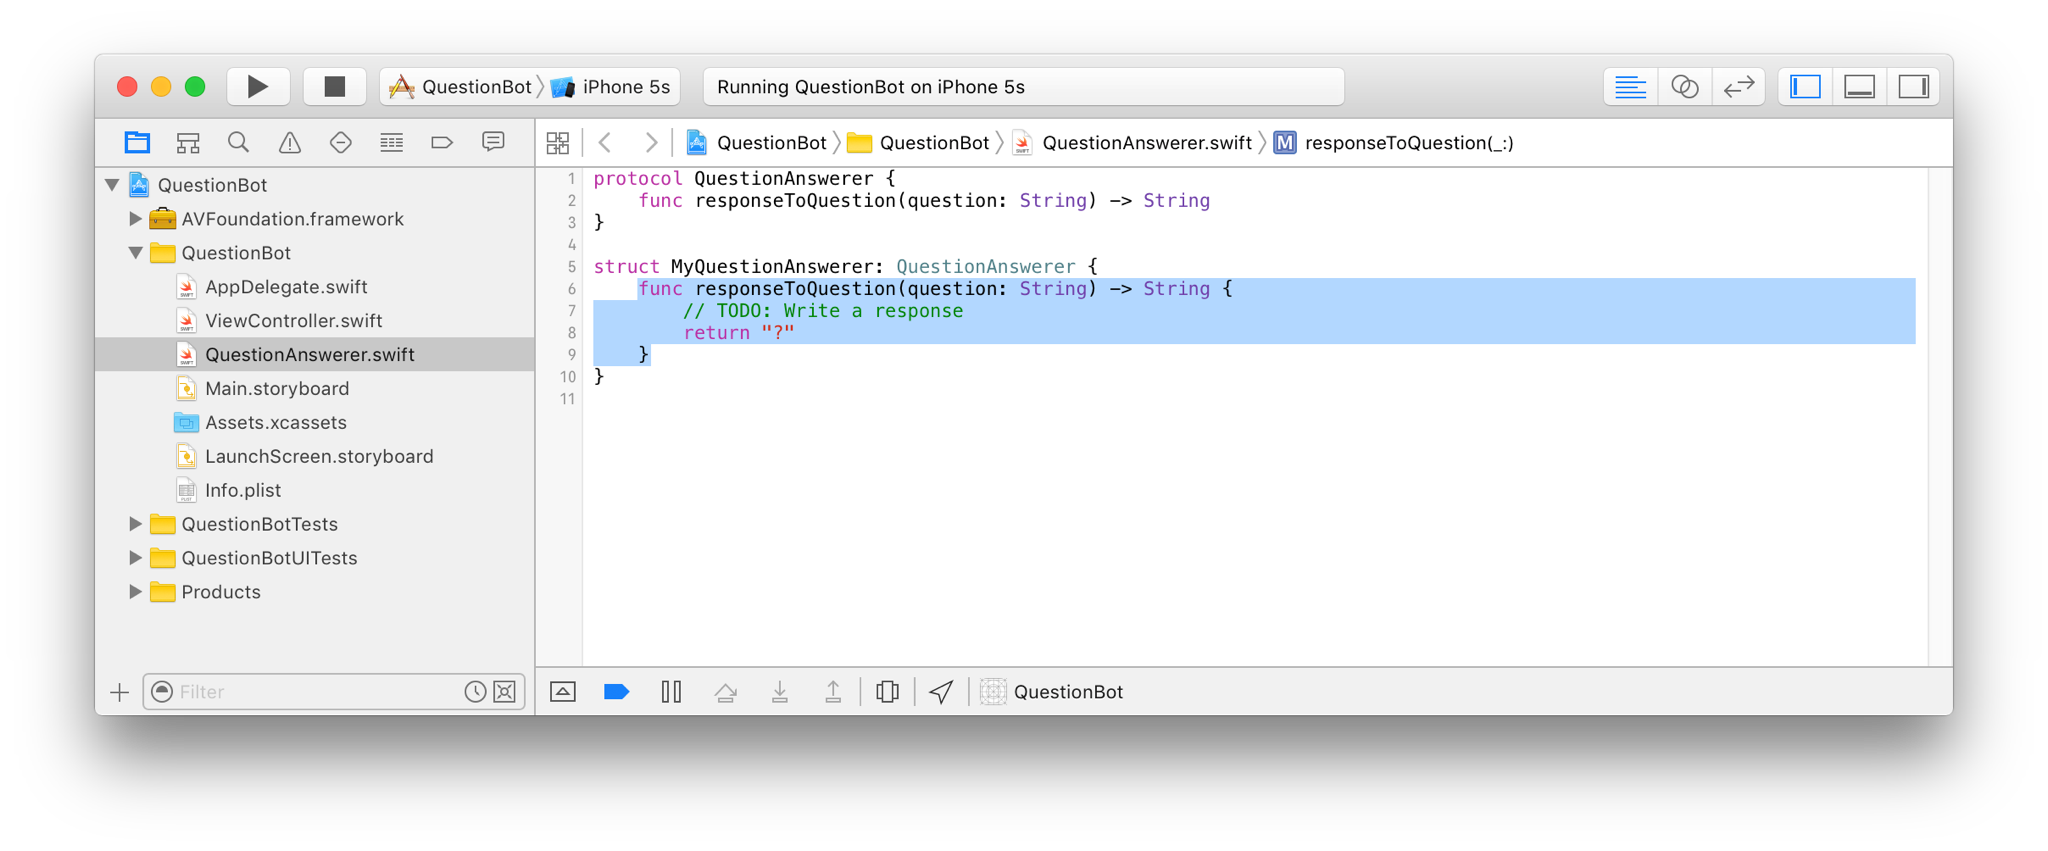 QuestionBot iPhone 5s
Running QuestionBot on iPhone 5s
QuestionBot QuestionBot QuestionAnswerer.swift M responseToQuestion(_:)
QuestionBot
AVFoundation.framework
QuestionBot
AppDelegate.swift
ViewController.swift
QuestionAnswerer.swift
Main.storyboard
Assets.xcassets
LaunchScreen.storyboard
Info.plist
QuestionBotTests
QuestionBotUITests
Products
Filter
1 protocol QuestionAnswerer {
2 func responseToQuestion(question: String) -> String
3 }
4
5 struct MyQuestionAnswerer: QuestionAnswerer {
6 func responseToQuestion(question: String) -> String {
7 // TODO: Write a response
8 return "?"
9 }
10 }
11
QuestionBot